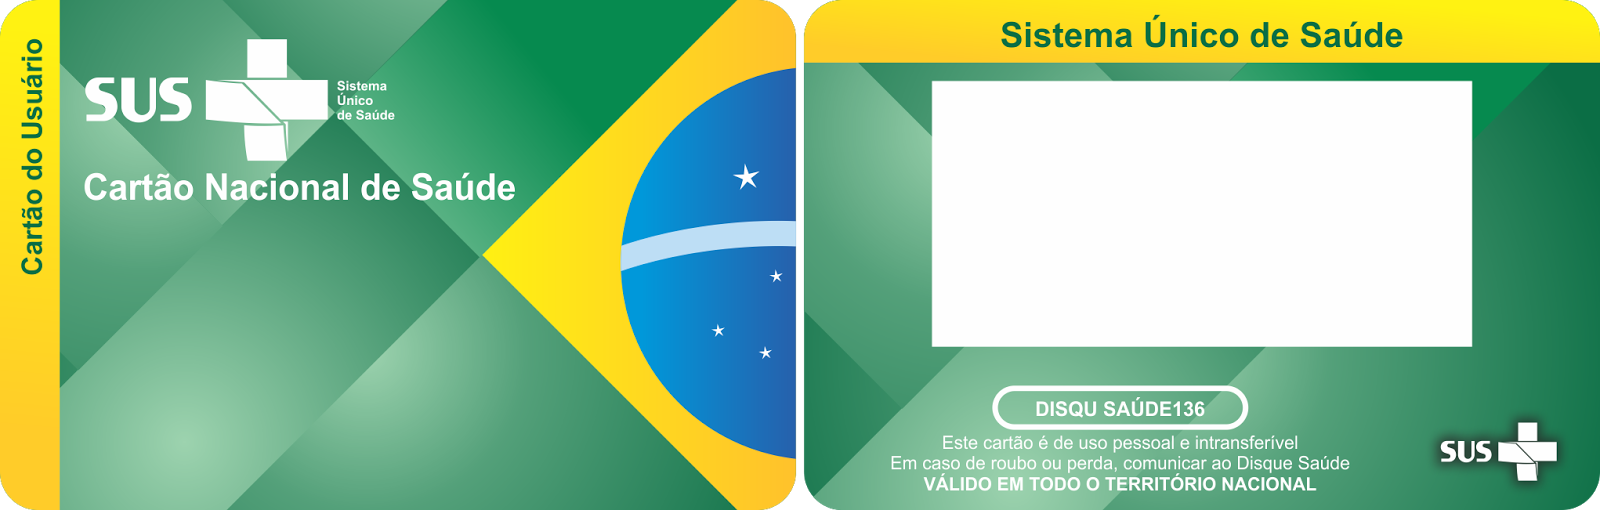 Cartão do Usuário
SUS
Sistema
Único
de Saúde
Cartão Nacional de Saúde
Sistema Único de Saúde
DISQU SAÚDE136
Este cartão é de uso pessoal e intransferível
Em caso de roubo ou perda, comunicar ao Disque Saúde
VÁLIDO EM TODO O TERRITÓRIO NACIONAL
SUS